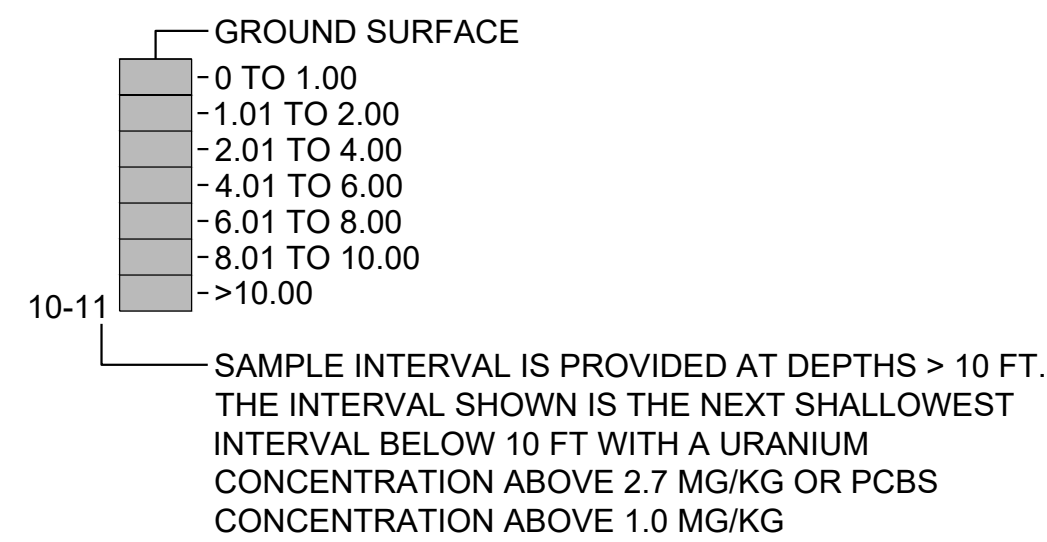 GROUND SURFACE
0 TO 1.00
1.01 TO 2.00
2.01 TO 4.00
4.01 TO 6.00
6.01 TO 8.00
8.01 TO 10.00
>10.00
10-11
SAMPLE INTERVAL IS PROVIDED AT DEPTHS > 10 FT.
THE INTERVAL SHOWN IS THE NEXT SHALLOWEST
INTERVAL BELOW 10 FT WITH A URANIUM
CONCENTRATION ABOVE 2.7 MG/KG OR PCBS
CONCENTRATION ABOVE 1.0 MG/KG